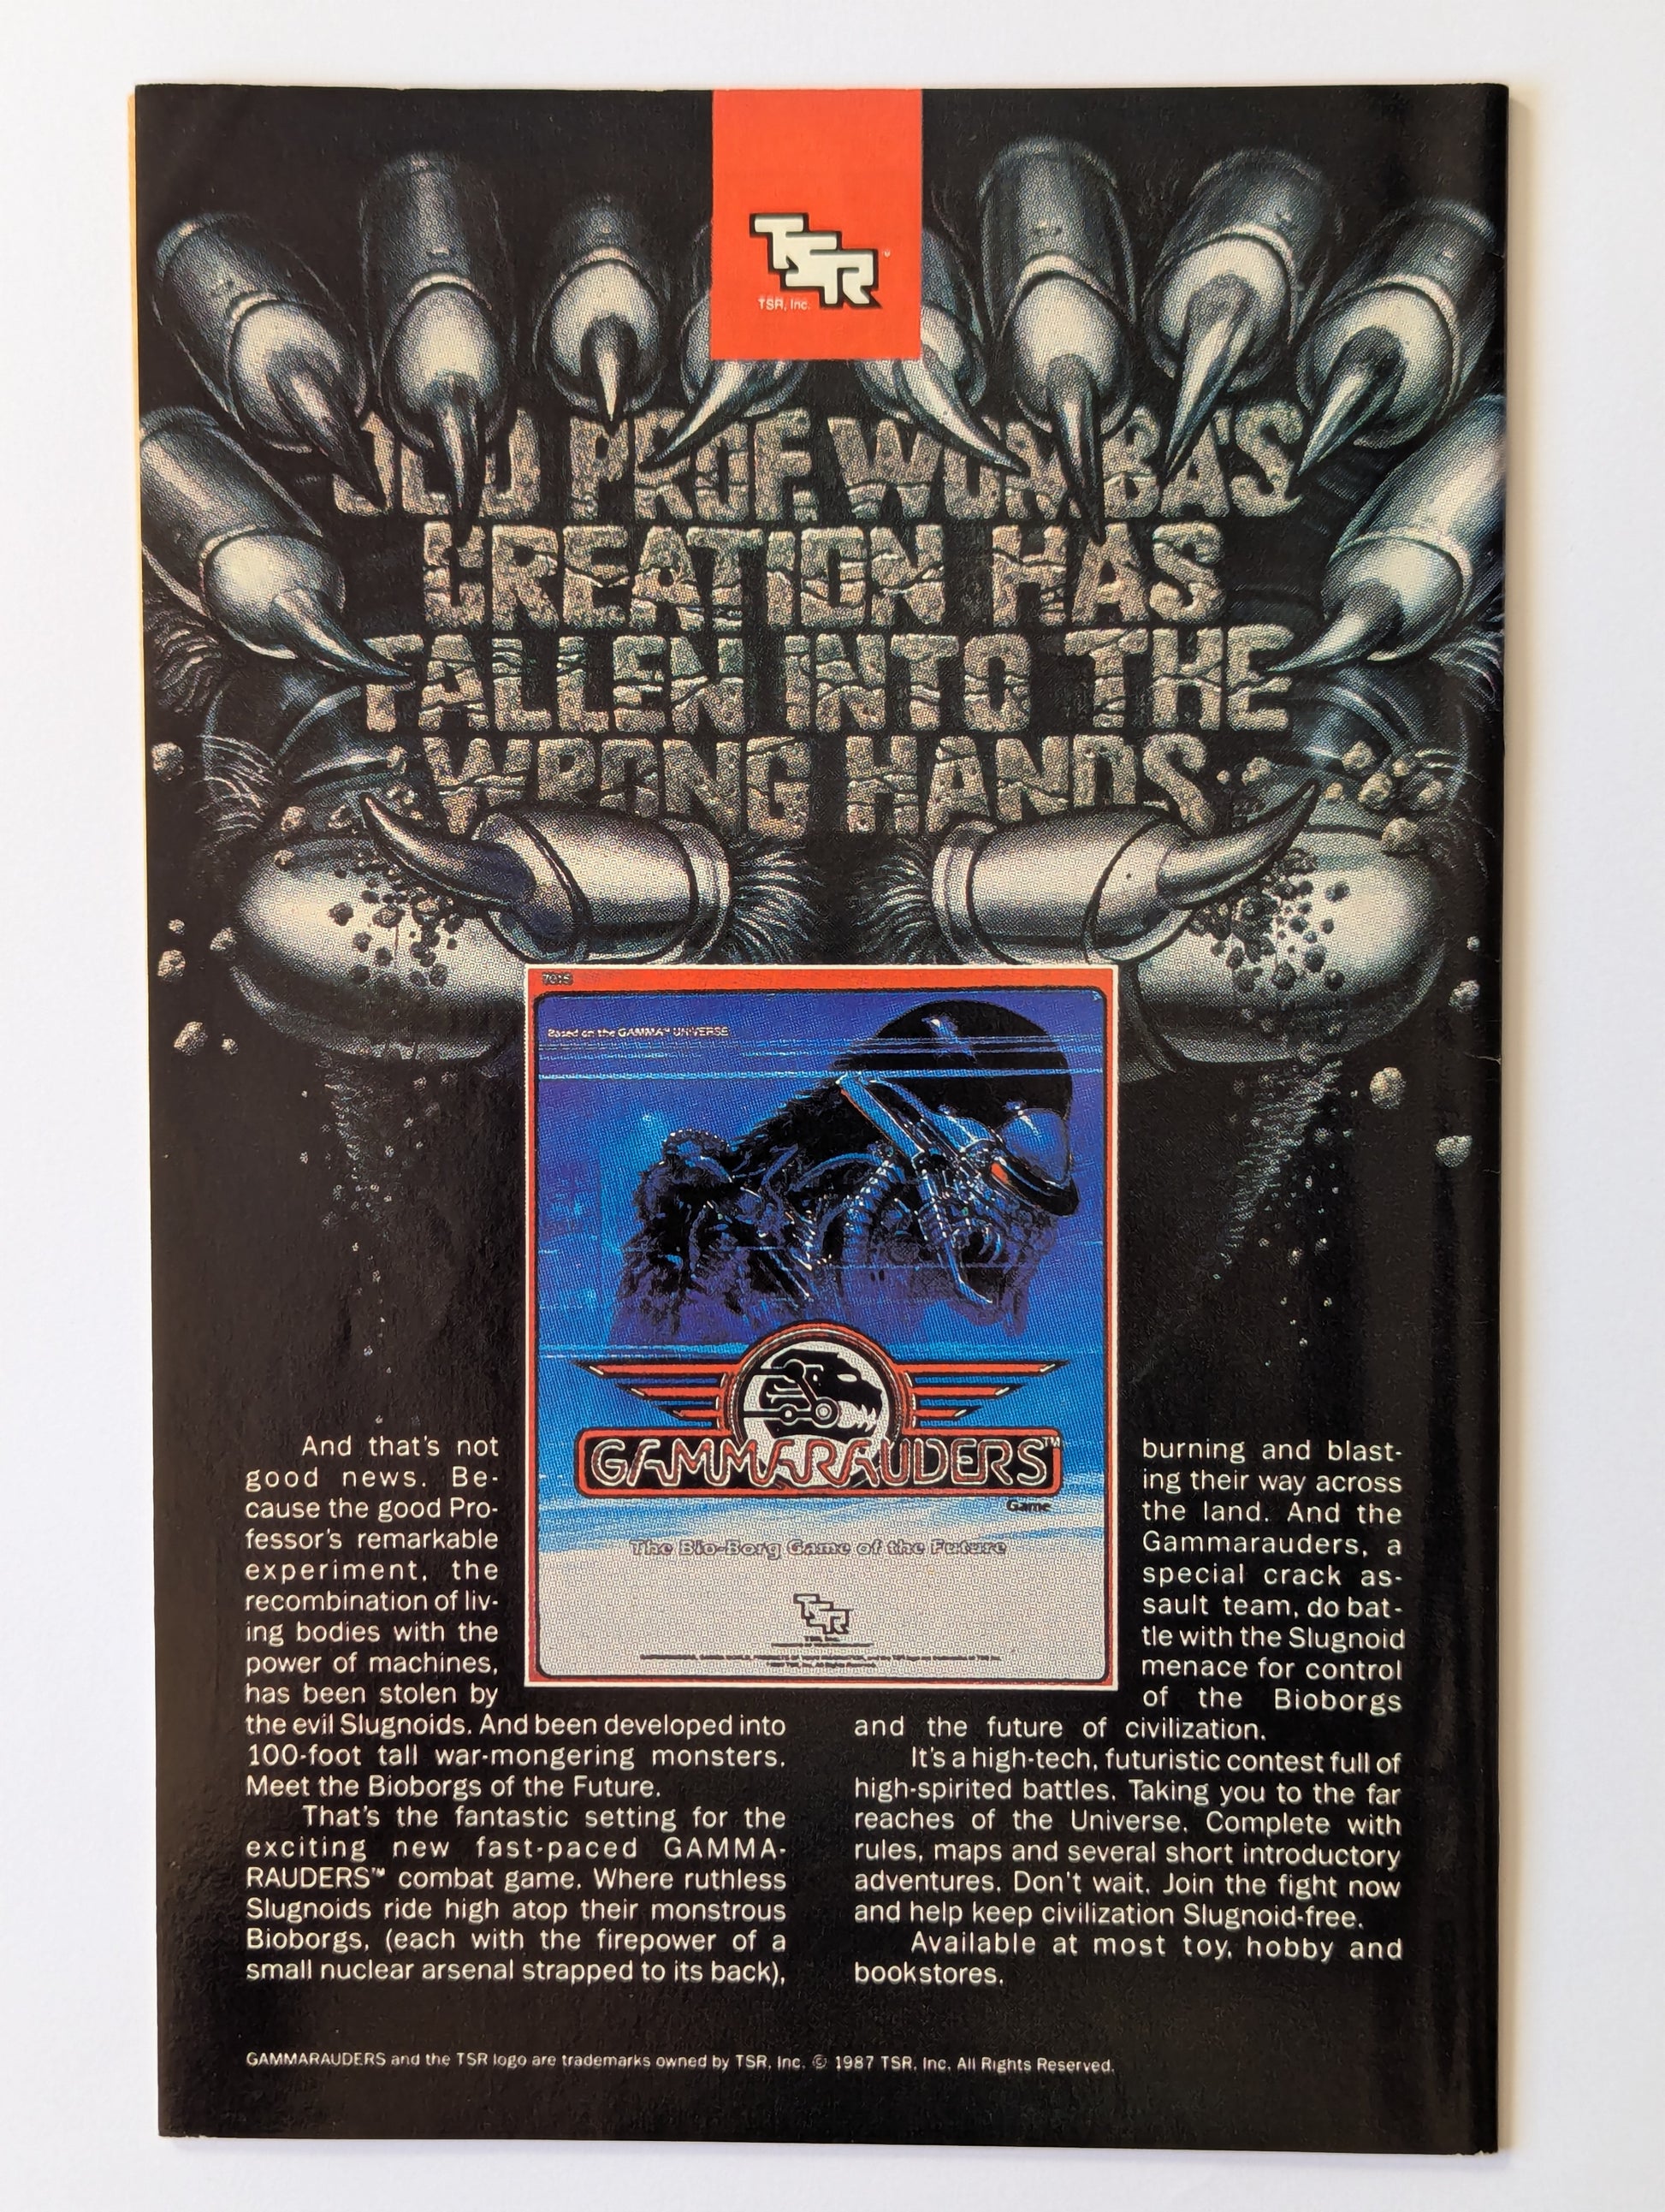 TSR
TSR, Inc.
OLD PROF. WOMBA'S
CREATION HAS
FALLEN INTO THE
WRONG HANDS
7015
Based on the GAMMA™ UNIVERSE
GAMMARAUDERS™
Game
The Bio-Borg Game of the Future
TSR
TSR, Inc.
And that's not
good news. Be-
cause the good Pro-
fessor's remarkable
experiment, the
recombination of liv-
ing bodies with the
power of machines,
has been stolen by
the evil Slugnoids. And been developed into
100-foot tall war-mongering monsters.
Meet the Bioborgs of the Future.
That's the fantastic setting for the
exciting new fast-paced GAMMA-
RAUDERS™ combat game. Where ruthless
Slugnoids ride high atop their monstrous
Bioborgs, (each with the firepower of a
small nuclear arsenal strapped to its back),
burning and blast-
ing their way across
the land. And the
Gammarauders, a
special crack as-
sault team, do bat-
tle with the Slugnoid
menace for control
of the Bioborgs
and the future of civilization.
It's a high-tech, futuristic contest full of
high-spirited battles. Taking you to the far
reaches of the Universe. Complete with
rules, maps and several short introductory
adventures. Don't wait. Join the fight now
and help keep civilization Slugnoid-free.
Available at most toy, hobby and
bookstores.
GAMMARAUDERS and the TSR logo are trademarks owned by TSR, Inc. © 1987 TSR, Inc. All Rights Reserved.